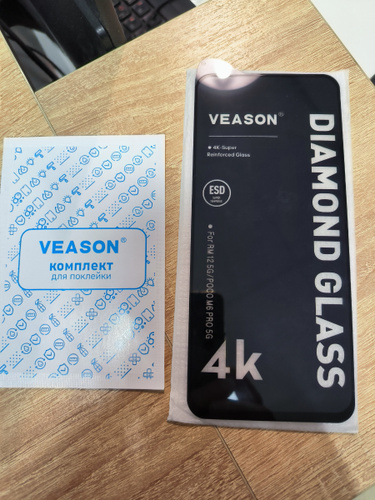 VEASON®
комплект
для поклейки
VEASON®
4K-Super
Reinforced Glass
ESD
DIAMOND GLASS
For RM 12 5G/POCO M6 PRO 5G
4k